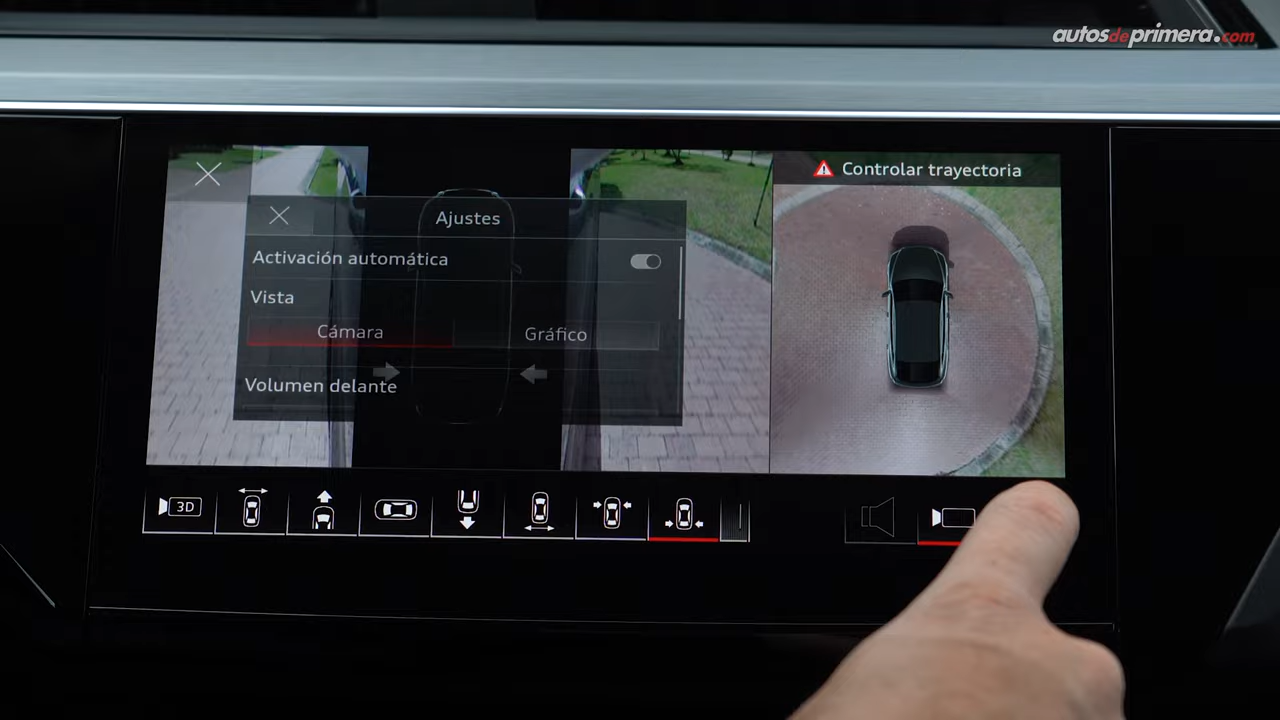 autosdeprimera.com
Controlar trayectoria
Ajustes
Activación automática
Vista
Cámara Gráfico
Volumen delante
3D